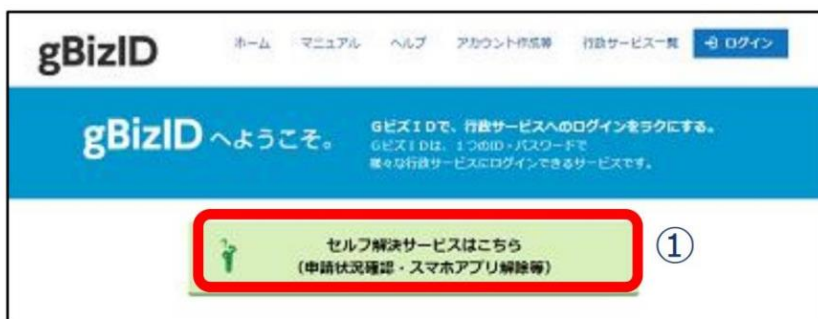 gBizID
ホーム マニュアル ヘルプ アカウント作成等 行政サービス一覧 ログイン
gBizID へようこそ。
GビズIDで、行政サービスへのログインをラクにする。
GビズIDは、1つのID・パスワードで
様々な行政サービスにログインできるサービスです。
セルフ解決サービスはこちら
(申請状況確認・スマホアプリ解除等)
①